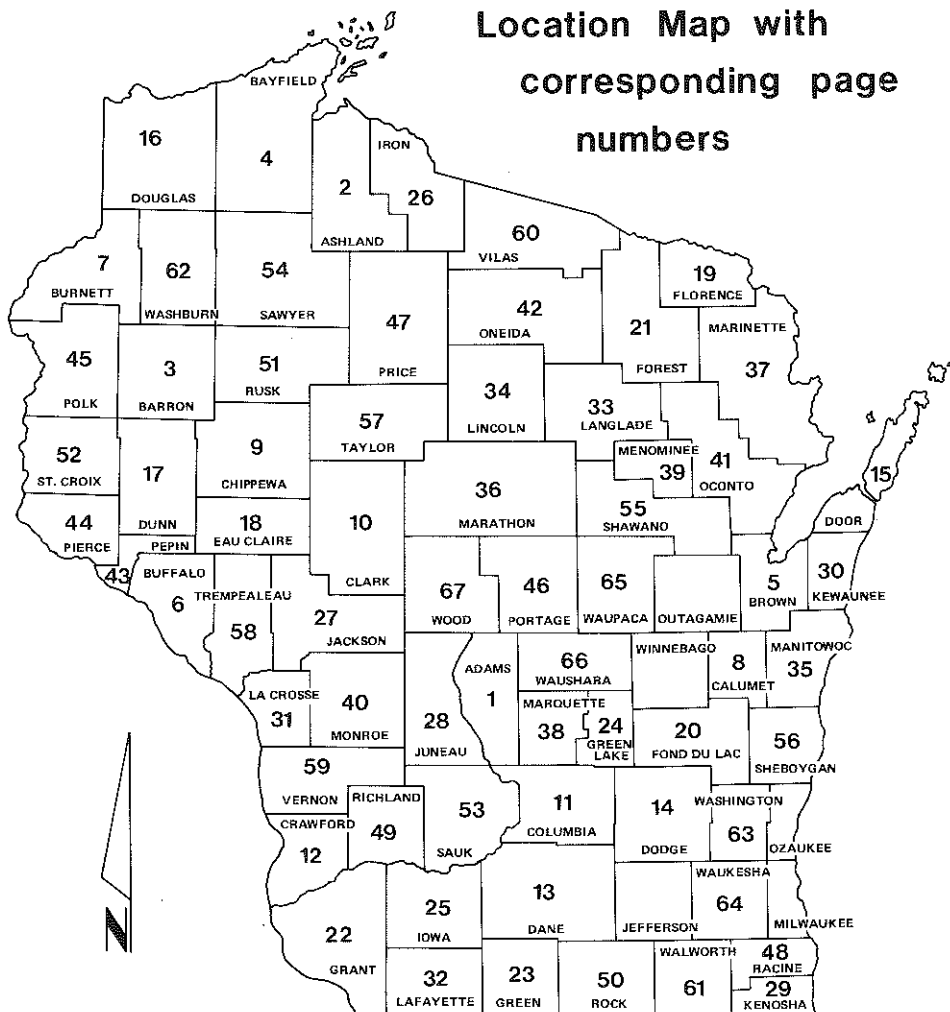 Location Map with
corresponding page
numbers
BAYFIELD
16
4
IRON
2
26
DOUGLAS
ASHLAND
60
VILAS
7
BURNETT
62
WASHBURN
54
SAWYER
19
FLORENCE
47
PRICE
42
ONEIDA
21
FOREST
MARINETTE
37
45
POLK
3
BARRON
51
RUSK
34
LINCOLN
33
LANGLADE
57
TAYLOR
52
ST. CROIX
17
DUNN
9
CHIPPEWA
MENOMINEE
39
41
OCONTO
15
DOOR
36
MARATHON
55
SHAWANO
44
PIERCE
18
EAU CLAIRE
10
CLARK
PEPIN
43
BUFFALO
6
TREMPEALEAU
58
27
JACKSON
67
WOOD
46
PORTAGE
65
WAUPACA
OUTAGAMIE
5
BROWN
30
KEWAUNEE
WINNEBAGO
8
CALUMET
MANITOWOC
35
ADAMS
1
66
WAUSHARA
LA CROSSE
31
40
MONROE
28
JUNEAU
MARQUETTE
38
24
GREEN
LAKE
20
FOND DU LAC
56
SHEBOYGAN
59
VERNON
RICHLAND
49
53
SAUK
11
COLUMBIA
14
DODGE
WASHINGTON
63
OZAUKEE
CRAWFORD
12
WAUKESHA
64
MILWAUKEE
13
DANE
JEFFERSON
25
IOWA
22
GRANT
N
32
LAFAYETTE
23
GREEN
50
ROCK
WALWORTH
61
48
RACINE
29
KENOSHA